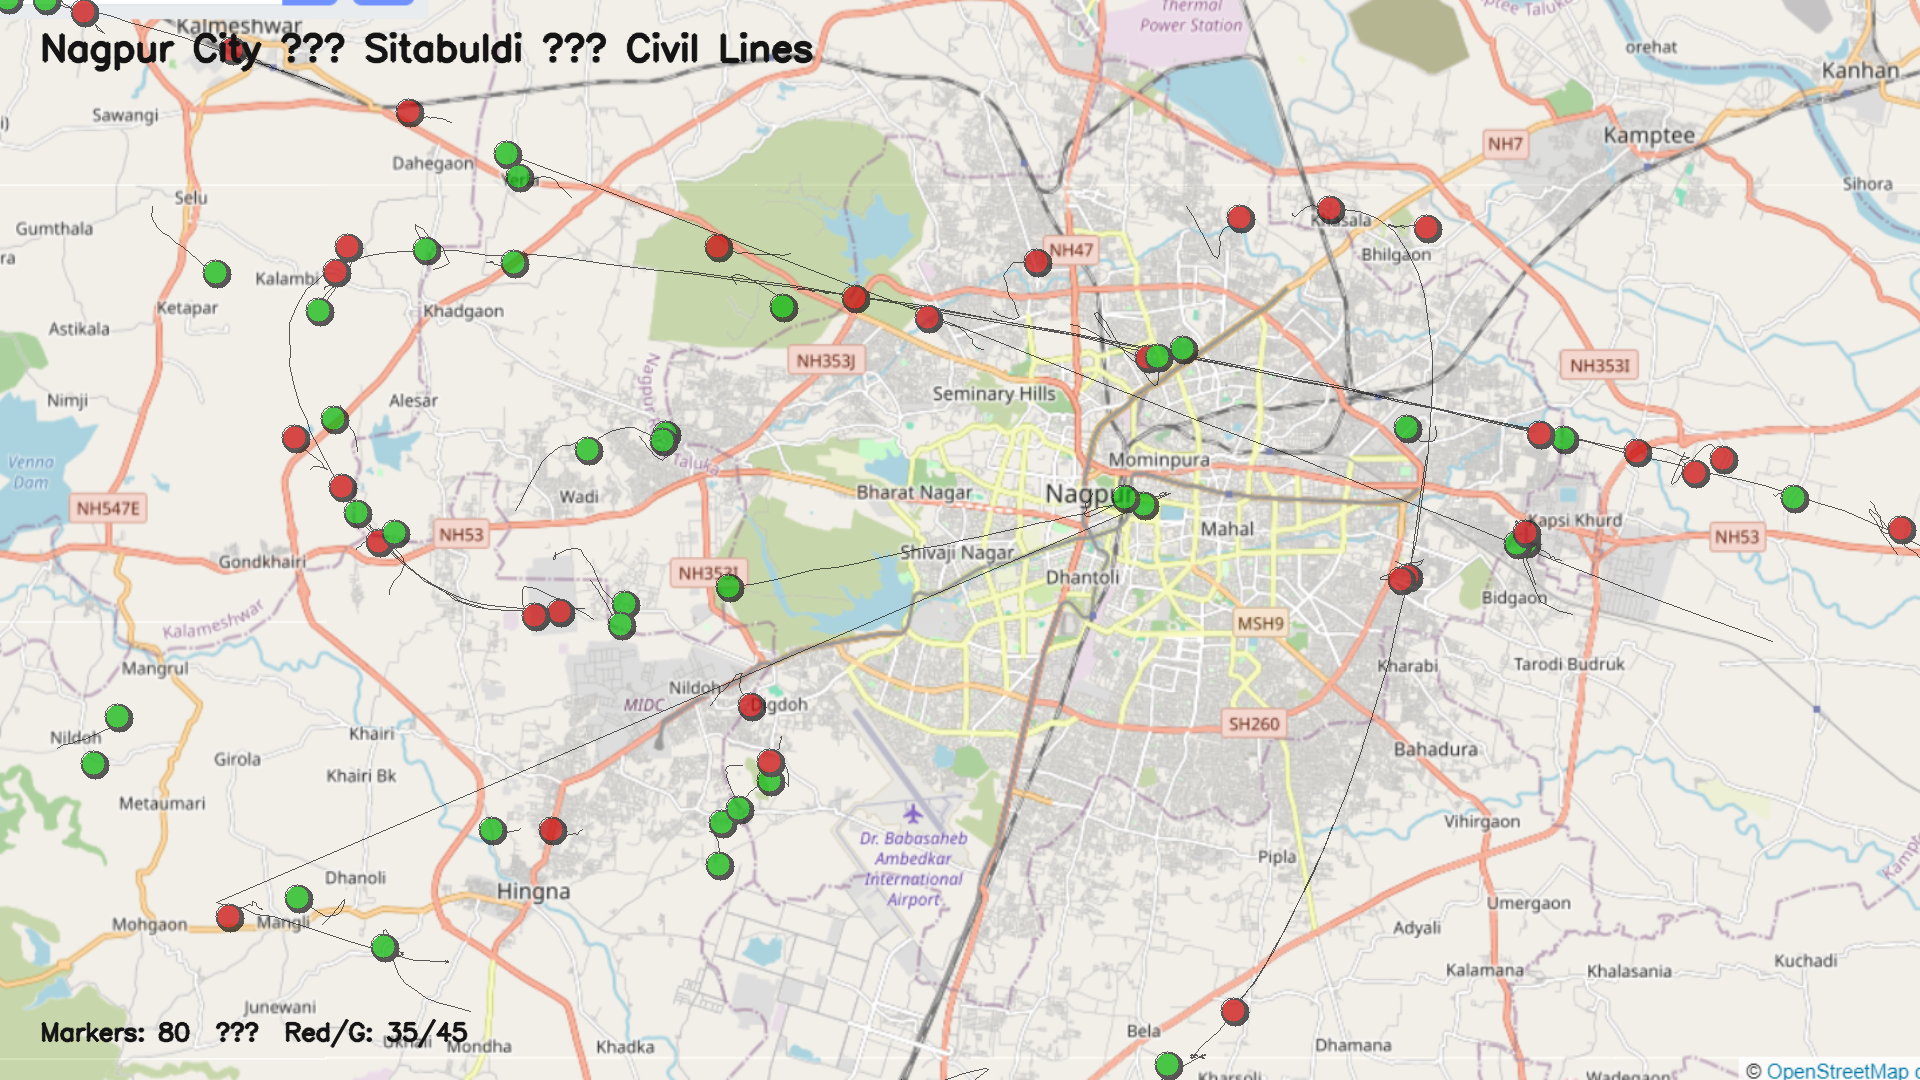 Thermal
Power Station
ptee Taluk
Kalmeshwar
orehat
Nagpur City ??? Sitabuldi ??? Civil Lines
Kanhan
Sawangi
i)
Kamptee
NH7
Dahegaon
Sihora
Selu
Gumthala
Khasala
NH47
Bhilgaon
ra
Kalambi
Ketapar
Khadgaon
Astikala
NH353J
NH353I
Nagpur
Taluka
Seminary Hills
Nimji
Alesar
Mominpura
Venna
Dam
Bharat Nagar
Nagpur
Wadi
NH547E
Kapsi Khurd
Mahal
NH53
NH53
Shivaji Nagar
Gondkhairi
NH353I
Dhantoli
Bidgaon
Kalameshwar
MSH9
Mangrul
Kharabi
Tarodi Budruk
Nildoh
MIDC
Digdoh
SH260
Khairi
Nildoh
Bahadura
Girola
Khairi Bk
Metaumari
Vihirgaon
Dr. Babasaheb
Ambedkar
International
Airport
Pipla
Kamp
Dhanoli
Hingna
Umergaon
Mohgaon
Mangli
Adyali
Kuchadi
Kalamana
Khalasania
Junewani
Bela
Markers: 80 ??? Red/G: 35/45
Mondha
Khadka
Dhamana
Kharsoli
Wadegaon
© OpenStreetMap c